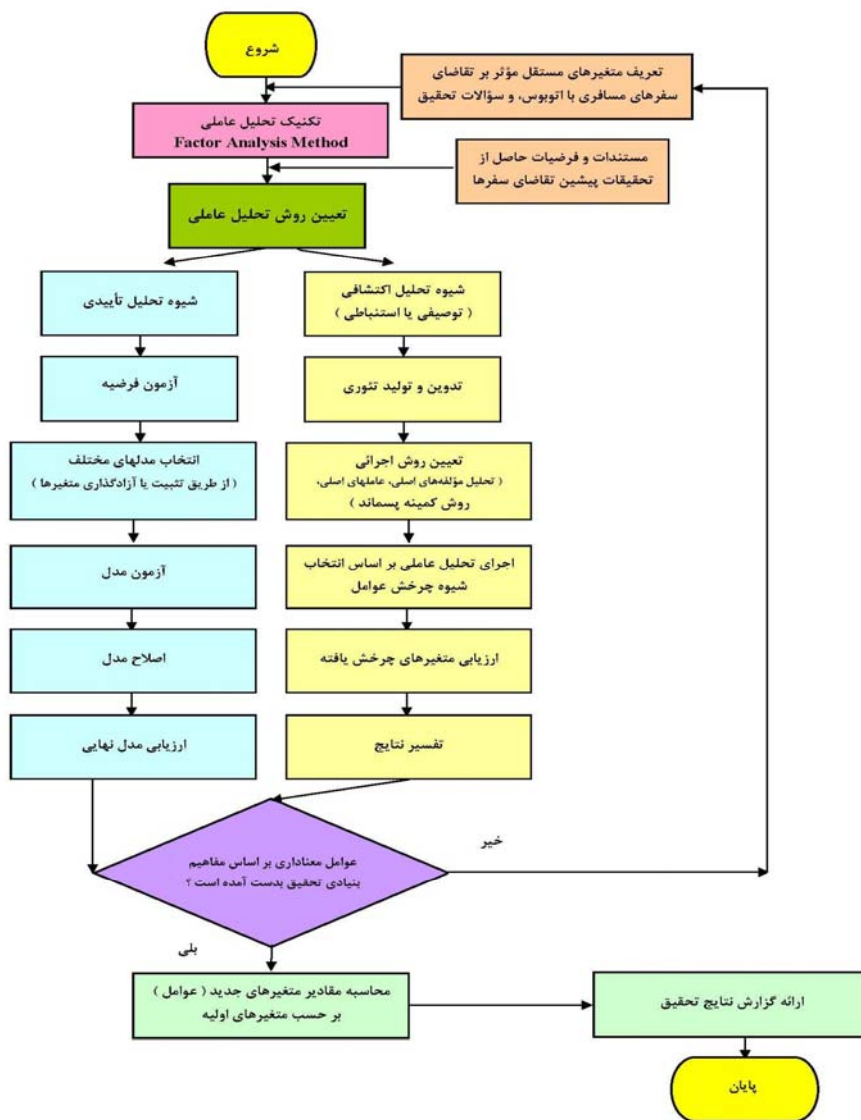 شروع
تعریف متغیرهای مستقل مؤثر بر تقاضای
سفرهای مسافری با اتوبوس، و سؤالات تحقیق
تکنیک تحلیل عاملی
Factor Analysis Method
مستندات و فرضیات حاصل از
تحقیقات پیشین تقاضای سفرها
تعیین روش تحلیل عاملی
شیوه تحلیل اکتشافی
( توصیفی یا استنباطی )
تدوین و تولید تئوری
تعیین روش اجرائی
( تحلیل مؤلفه‌های اصلی، عاملهای اصلی،
روش کمینه پسماند )
اجرای تحلیل عاملی بر اساس انتخاب
شیوه چرخش عوامل
ارزیابی متغیرهای چرخش یافته
تفسیر نتایج
شیوه تحلیل تأییدی
آزمون فرضیه
انتخاب مدلهای مختلف
( از طریق تثبیت یا آزادگذاری متغیرها )
آزمون مدل
اصلاح مدل
ارزیابی مدل نهایی
عوامل معناداری بر اساس مفاهیم
بنیادی تحقیق بدست آمده است ؟
خیر
بلی
محاسبه مقادیر متغیرهای جدید ( عوامل )
بر حسب متغیرهای اولیه
ارائه گزارش نتایج تحقیق
پایان